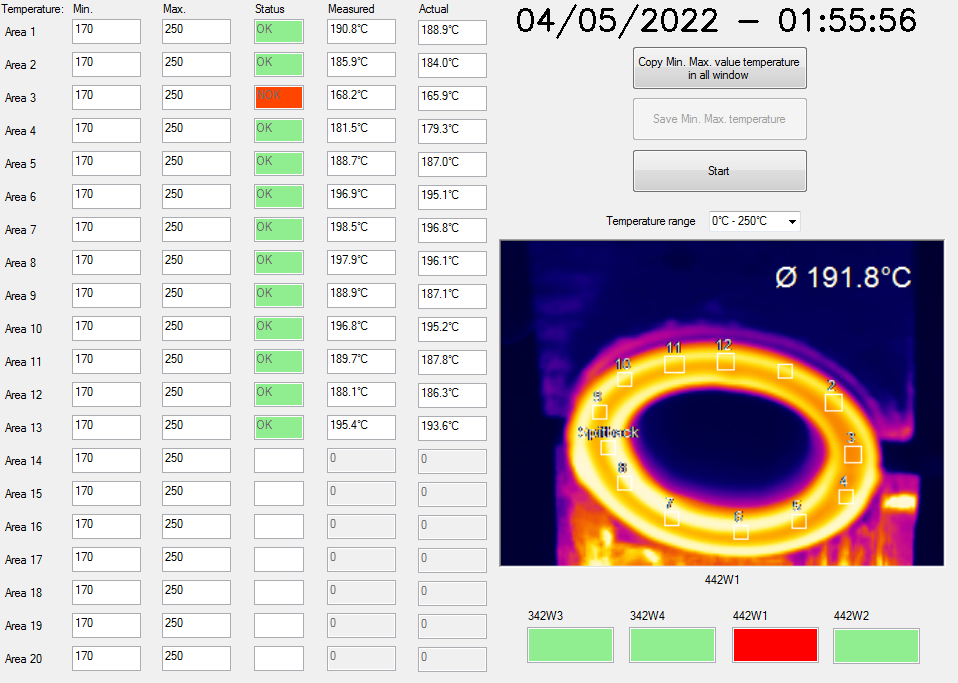 Temperature: Min. Max. Status Measured Actual
04/05/2022 - 01:55:56
Area 1 170 250 OK 190.8°C 188.9°C
Area 2 170 250 OK 185.9°C 184.0°C
Area 3 170 250 NOK 168.2°C 165.9°C
Area 4 170 250 OK 181.5°C 179.3°C
Area 5 170 250 OK 188.7°C 187.0°C
Area 6 170 250 OK 196.9°C 195.1°C
Area 7 170 250 OK 198.5°C 196.8°C
Area 8 170 250 OK 197.9°C 196.1°C
Area 9 170 250 OK 188.9°C 187.1°C
Area 10 170 250 OK 196.8°C 195.2°C
Area 11 170 250 OK 189.7°C 187.8°C
Area 12 170 250 OK 188.1°C 186.3°C
Area 13 170 250 OK 195.4°C 193.6°C
Area 14 170 250 0 0
Area 15 170 250 0 0
Area 16 170 250 0 0
Area 17 170 250 0 0
Area 18 170 250 0 0
Area 19 170 250 0 0
Area 20 170 250 0 0
Copy Min. Max. value temperature
in all window
Save Min. Max. temperature
Start
Temperature range 0°C - 250°C
Ø 191.8°C
10 11 12
2
9
3
8
4
7
6
5
442W1
342W3 342W4 442W1 442W2